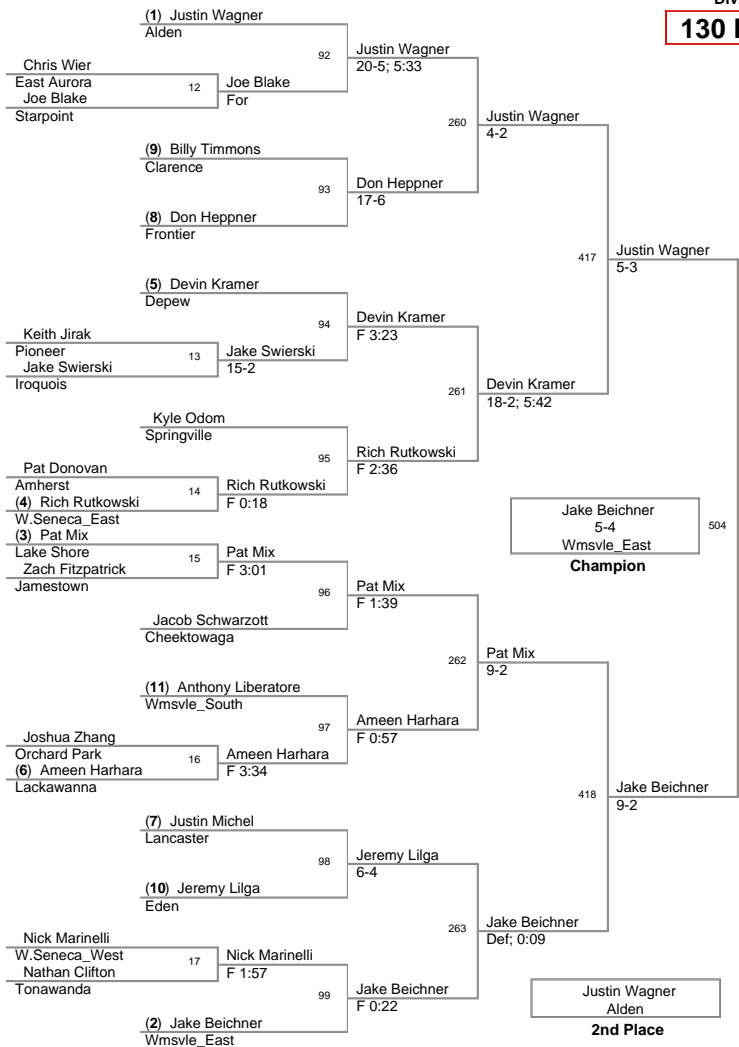 DIV
130 l
(1) Justin Wagner
Alden
92
Justin Wagner
20-5; 5:33
Chris Wier
East Aurora
12
Joe Blake
Starpoint
Joe Blake
For
260
Justin Wagner
4-2
(9) Billy Timmons
Clarence
93
Don Heppner
17-6
(8) Don Heppner
Frontier
417
Justin Wagner
5-3
(5) Devin Kramer
Depew
94
Devin Kramer
F 3:23
Keith Jirak
Pioneer
13
Jake Swierski
Iroquois
Jake Swierski
15-2
261
Devin Kramer
18-2; 5:42
Kyle Odom
Springville
95
Rich Rutkowski
F 2:36
Pat Donovan
Amherst
14
(4) Rich Rutkowski
W.Seneca_East
Rich Rutkowski
F 0:18
Jake Beichner
5-4
Wmsvle_East
504
Champion
(3) Pat Mix
Lake Shore
15
Zach Fitzpatrick
Jamestown
Pat Mix
F 3:01
96
Pat Mix
F 1:39
Jacob Schwarzott
Cheektowaga
262
Pat Mix
9-2
(11) Anthony Liberatore
Wmsvle_South
97
Ameen Harhara
F 0:57
Joshua Zhang
Orchard Park
16
(6) Ameen Harhara
Lackawanna
Ameen Harhara
F 3:34
418
Jake Beichner
9-2
(7) Justin Michel
Lancaster
98
Jeremy Lilga
6-4
(10) Jeremy Lilga
Eden
263
Jake Beichner
Def; 0:09
Nick Marinelli
W.Seneca_West
17
Nathan Clifton
Tonawanda
Nick Marinelli
F 1:57
99
Jake Beichner
F 0:22
(2) Jake Beichner
Wmsvle_East
Justin Wagner
Alden
2nd Place